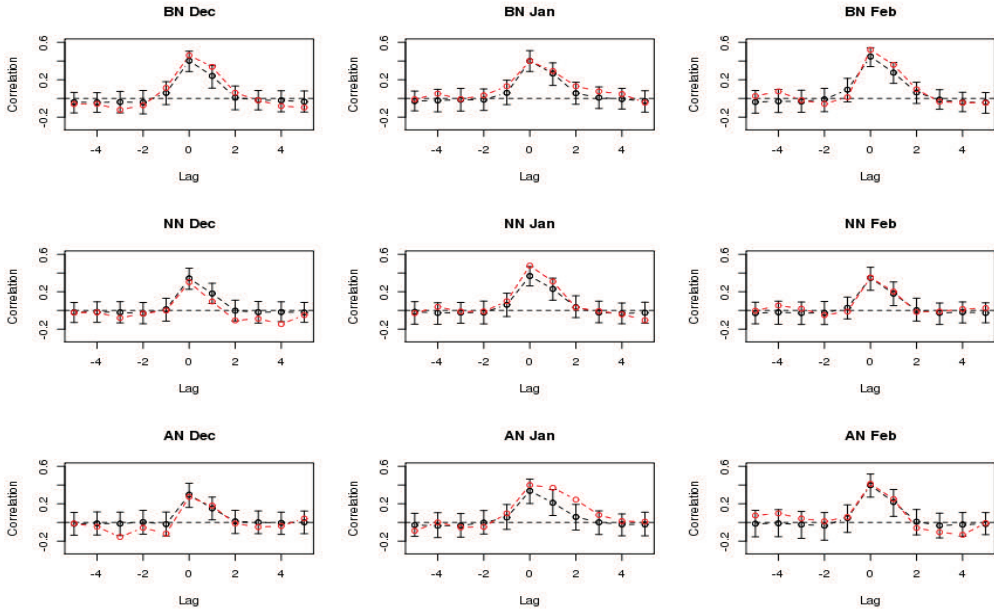 BN Dec
Correlation
0.6
0.2
-0.2
-4 -2 0 2 4
Lag
BN Jan
Correlation
0.6
0.2
-0.2
-4 -2 0 2 4
Lag
BN Feb
Correlation
0.6
0.2
-0.2
-4 -2 0 2 4
Lag
NN Dec
Correlation
0.6
0.2
-0.2
-4 -2 0 2 4
Lag
NN Jan
Correlation
0.6
0.2
-0.2
-4 -2 0 2 4
Lag
NN Feb
Correlation
0.6
0.2
-0.2
-4 -2 0 2 4
Lag
AN Dec
Correlation
0.6
0.2
-0.2
-4 -2 0 2 4
Lag
AN Jan
Correlation
0.6
0.2
-0.2
-4 -2 0 2 4
Lag
AN Feb
Correlation
0.6
0.2
-0.2
-4 -2 0 2 4
Lag